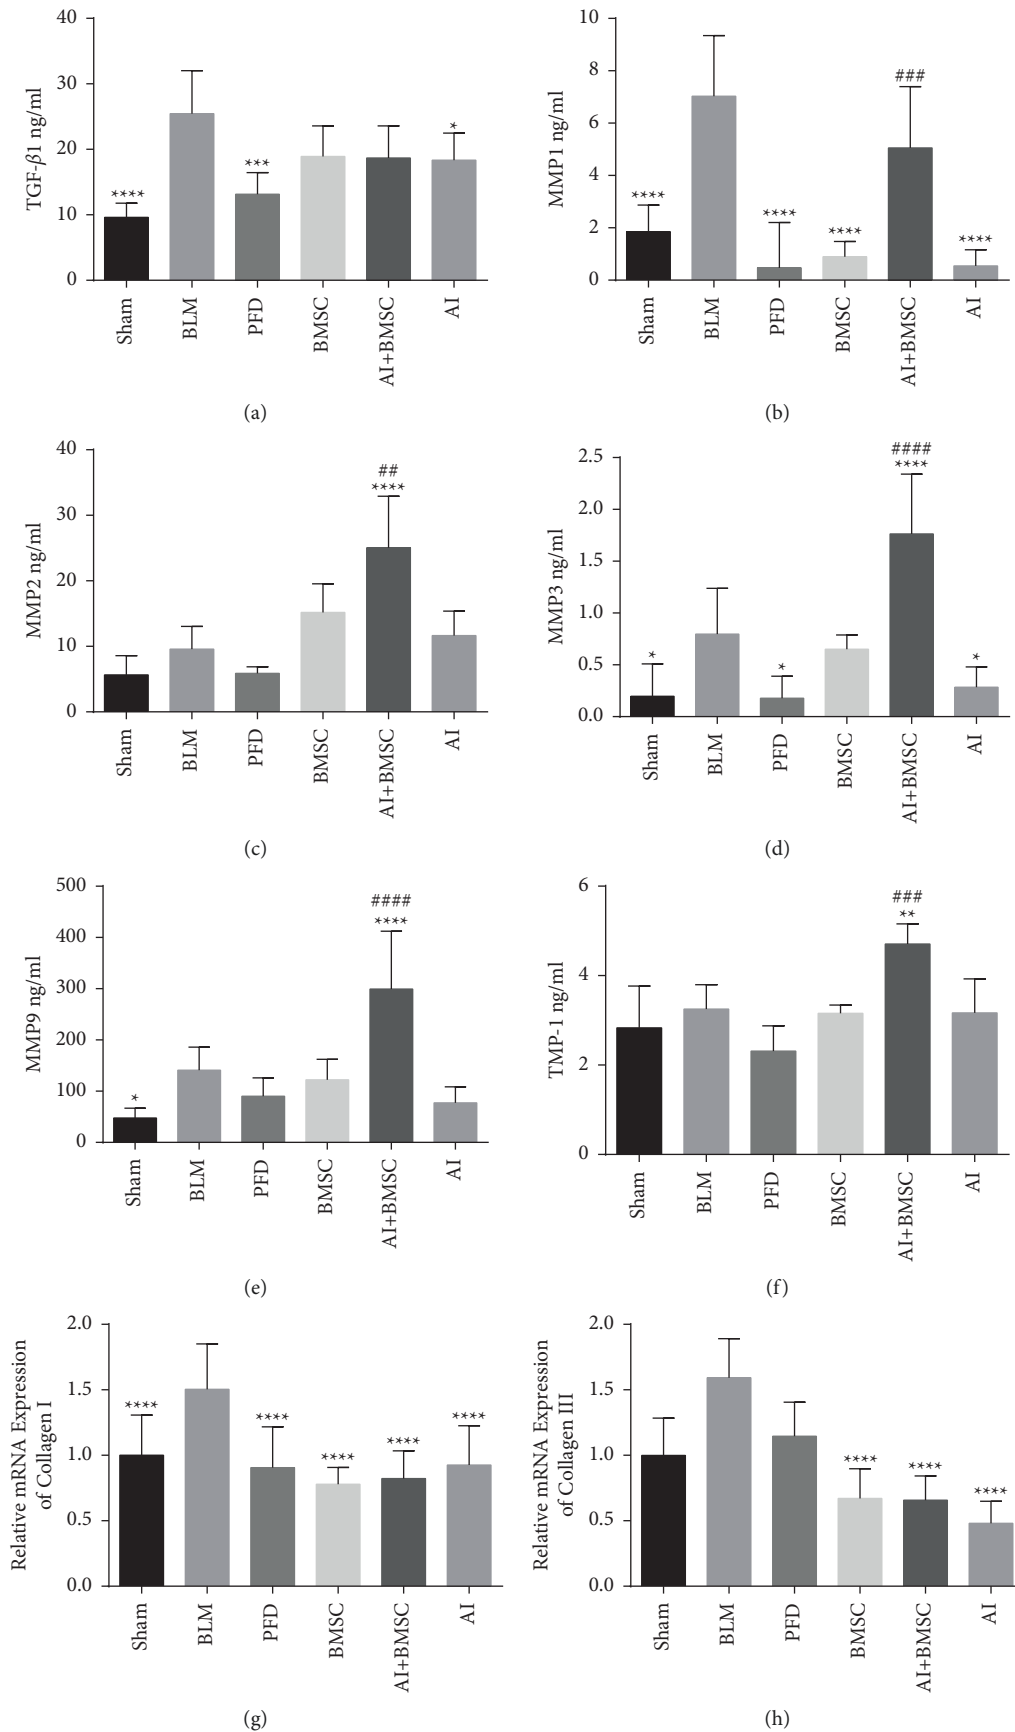 TGF-β1 ng/ml
40
30
20
10
0
****
***
*
Sham
BLM
PFD
BMSC
AI+BMSC
AI
(a)
MMP1 ng/ml
10
8
6
4
2
0
****
****
****
###
****
Sham
BLM
PFD
BMSC
AI+BMSC
AI
(b)
MMP2 ng/ml
40
30
20
10
0
##
****
Sham
BLM
PFD
BMSC
AI+BMSC
AI
(c)
MMP3 ng/ml
2.5
2.0
1.5
1.0
0.5
0.0
*
*
####
****
*
Sham
BLM
PFD
BMSC
AI+BMSC
AI
(d)
MMP9 ng/ml
500
400
300
200
100
0
*
####
****
Sham
BLM
PFD
BMSC
AI+BMSC
AI
(e)
TMP-1 ng/ml
6
4
2
0
###
**
Sham
BLM
PFD
BMSC
AI+BMSC
AI
(f)
Relative mRNA Expression
of Collagen I
2.0
1.5
1.0
0.5
0.0
****
****
****
****
****
Sham
BLM
PFD
BMSC
AI+BMSC
AI
(g)
Relative mRNA Expression
of Collagen III
2.0
1.5
1.0
0.5
0.0
****
****
****
Sham
BLM
PFD
BMSC
AI+BMSC
AI
(h)